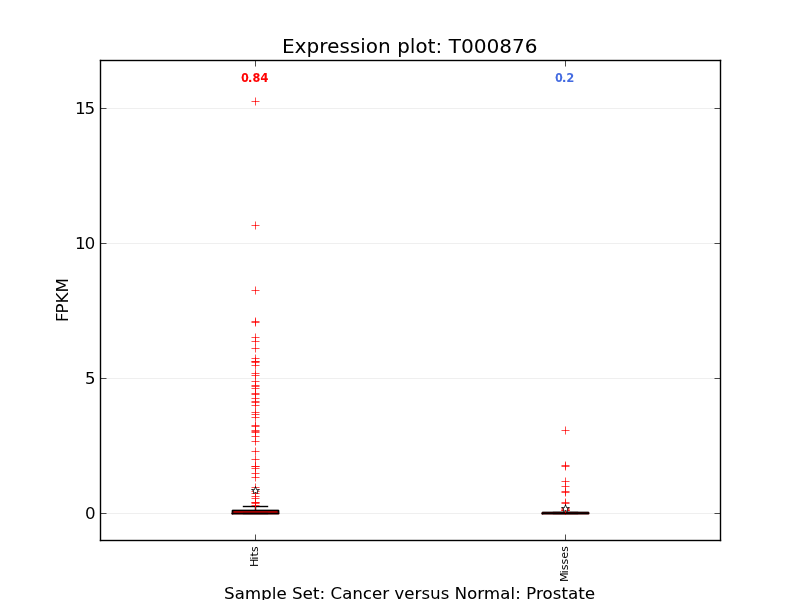 Expression plot: T000876
0.84
0.2
15
10
5
0
FPKM
Hits
Misses
Sample Set: Cancer versus Normal: Prostate